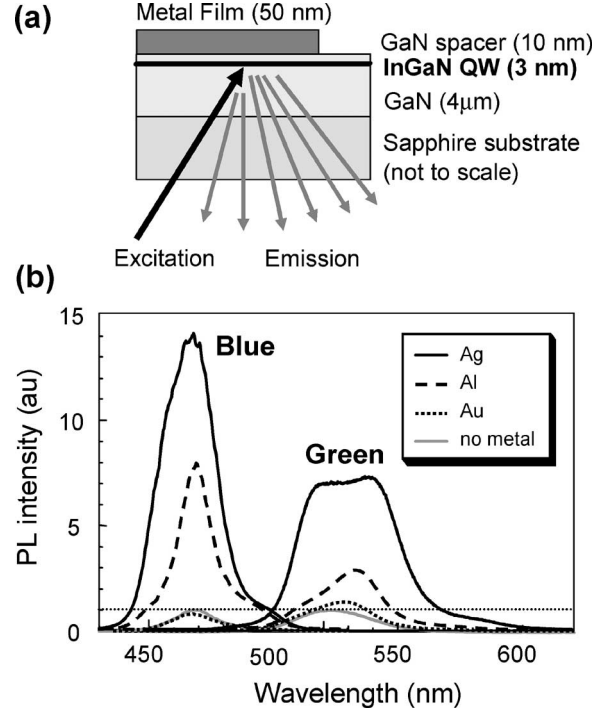 (a)
Metal Film (50 nm)
GaN spacer (10 nm)
InGaN QW (3 nm)
GaN (4μm)
Sapphire substrate
(not to scale)
Excitation
Emission
(b)
15
10
5
0
PL intensity (au)
Blue
Green
Ag
Al
Au
no metal
450
500
550
600
Wavelength (nm)